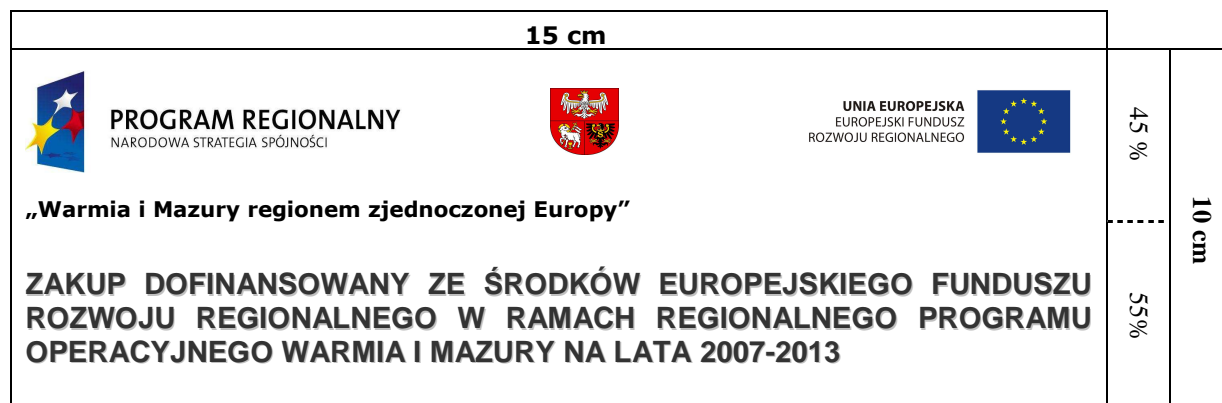 15 cm
PROGRAM REGIONALNY
NARODOWA STRATEGIA SPÓJNOŚCI
UNIA EUROPEJSKA
EUROPEJSKI FUNDUSZ
ROZWOJU REGIONALNEGO
45 %
„Warmia i Mazury regionem zjednoczonej Europy”
10 cm
ZAKUP DOFINANSOWANY ZE ŚRODKÓW EUROPEJSKIEGO FUNDUSZU
ROZWOJU REGIONALNEGO W RAMACH REGIONALNEGO PROGRAMU
OPERACYJNEGO WARMIA I MAZURY NA LATA 2007-2013
55%